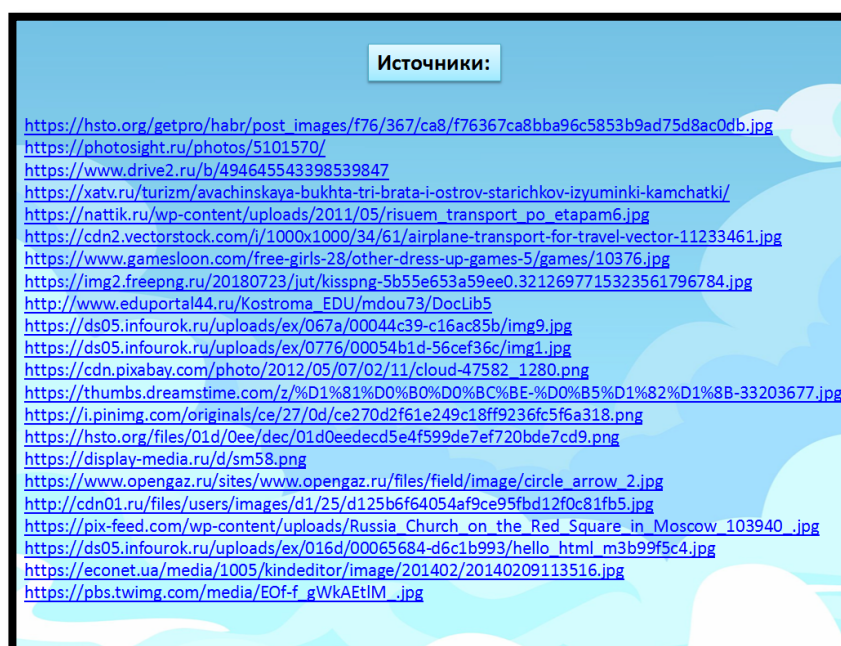 Источники:
https://hsto.org/getpro/habr/post_images/f76/367/ca8/f76367ca8bba96c5853b9ad75d8ac0db.jpg
https://photosight.ru/photos/5101570/
https://www.drive2.ru/b/494645543398539847
https://xatv.ru/turizm/avachinskaya-bukhta-tri-brata-i-ostrov-starichkov-izyuminki-kamchatki/
https://nattik.ru/wp-content/uploads/2011/05/risuem_transport_po_etapam6.jpg
https://cdn2.vectorstock.com/i/1000x1000/34/61/airplane-transport-for-travel-vector-11233461.jpg
https://www.gamesloon.com/free-girls-28/other-dress-up-games-5/games/10376.jpg
https://img2.freepng.ru/20180723/jut/kisspng-5b55e653a59ee0.3212697715323561796784.jpg
http://www.eduportal44.ru/Kostroma_EDU/mdou73/DocLib5
https://ds05.infourok.ru/uploads/ex/067a/00044c39-c16ac85b/img9.jpg
https://ds05.infourok.ru/uploads/ex/0776/00054b1d-56cef36c/img1.jpg
https://cdn.pixabay.com/photo/2012/05/07/02/11/cloud-47582_1280.png
https://thumbs.dreamstime.com/z/%D1%81%D0%B0%D0%BC%BE-%D0%B5%D1%82%D1%8B-33203677.jpg
https://i.pinimg.com/originals/ce/27/0d/ce270d2f61e249c18ff9236fc5f6a318.png
https://hsto.org/files/01d/0ee/dec/01d0eedecd5e4f599de7ef720bde7cd9.png
https://display-media.ru/d/sm58.png
https://www.opengaz.ru/sites/www.opengaz.ru/files/field/image/circle_arrow_2.jpg
http://cdn01.ru/files/users/images/d1/25/d125b6f64054af9ce95fbd12f0c81fb5.jpg
https://pix-feed.com/wp-content/uploads/Russia_Church_on_the_Red_Square_in_Moscow_103940_.jpg
https://ds05.infourok.ru/uploads/ex/016d/00065684-d6c1b993/hello_html_m3b99f5c4.jpg
https://econet.ua/media/1005/kindeditor/image/201402/20140209113516.jpg
https://pbs.twimg.com/media/EOf-f_gWkAEtlM_.jpg